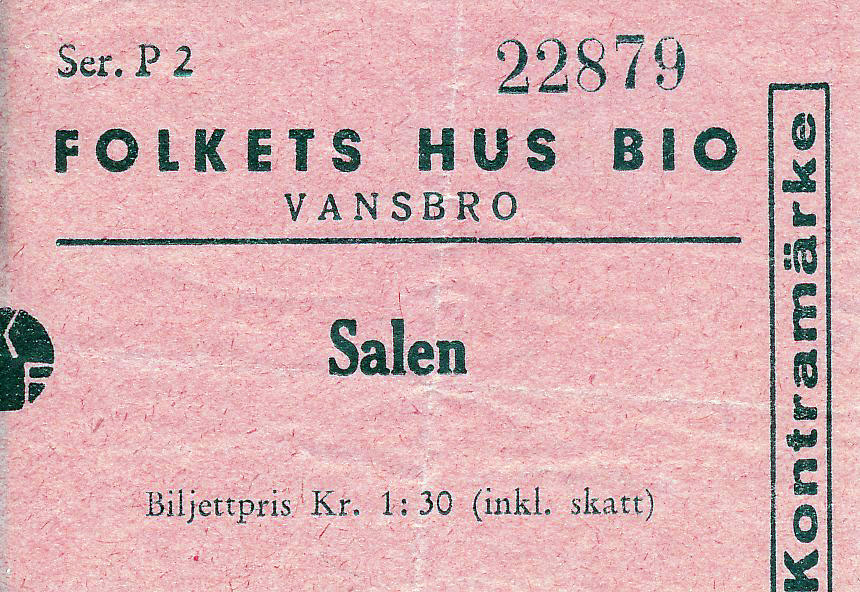 Ser. P 2
22879
FOLKETS HUS BIO
VANSBRO
Salen
Biljettpris Kr. 1:30 (inkl. skatt)
Kontramärke